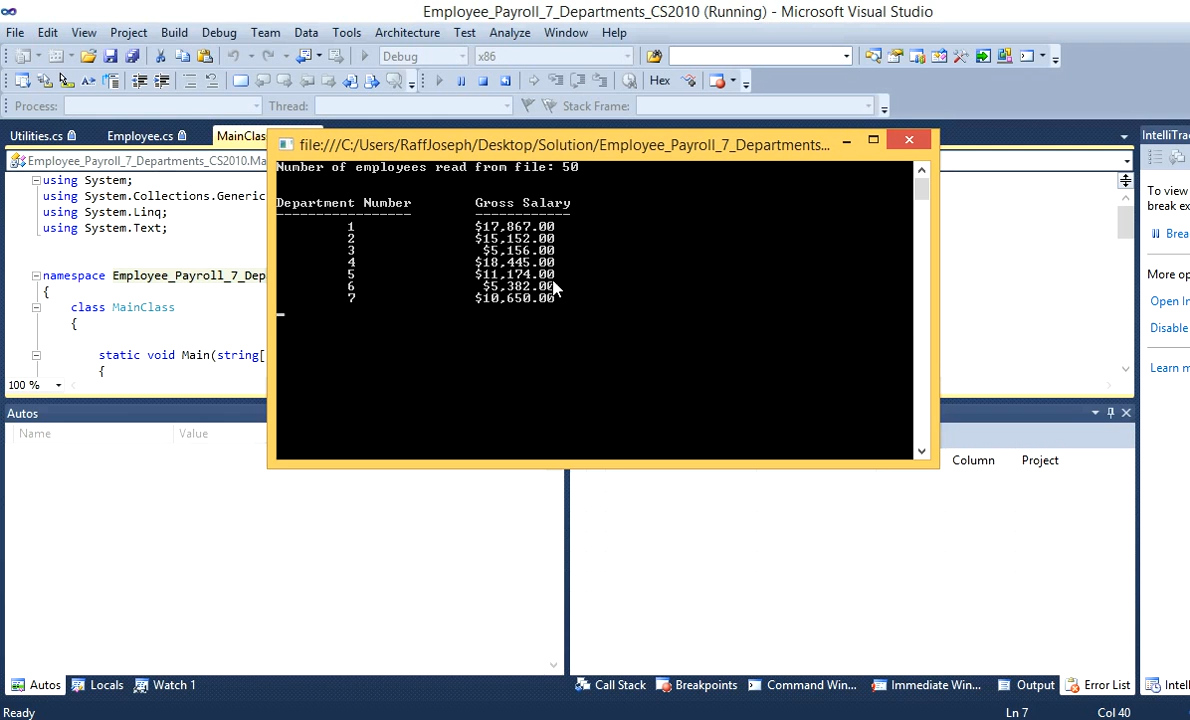 Employee_Payroll_7_Departments_CS2010 (Running) - Microsoft Visual Studio
File Edit View Project Build Debug Team Data Tools Architecture Test Analyze Window Help
Debug x86
Hex
Process: Thread: Stack Frame:
Utilities.cs Employee.cs MainClas
file:///C:/Users/RaffJoseph/Desktop/Solution/Employee_Payroll_7_Departments...
IntelliTrac
Employee_Payroll_7_Departments_CS2010.Ma
Number of employees read from file: 50
using System;
using System.Collections.Generic
using System.Linq;
using System.Text;
namespace Employee_Payroll_7_Dep
{
class MainClass
{
static void Main(string[
{
100 %
Department Number Gross Salary
----------------- ------------
1 $17,867.00
2 $15,152.00
3 $5,156.00
4 $18,445.00
5 $11,174.00
6 $5,382.00
7 $10,650.00
To view
break ex
Brea
More op
Open In
Disable
Learn m
Autos
Name Value
Column Project
Autos Locals Watch 1
Call Stack Breakpoints Command Win... Immediate Win... Output Error List Intell
Ready Ln 7 Col 40